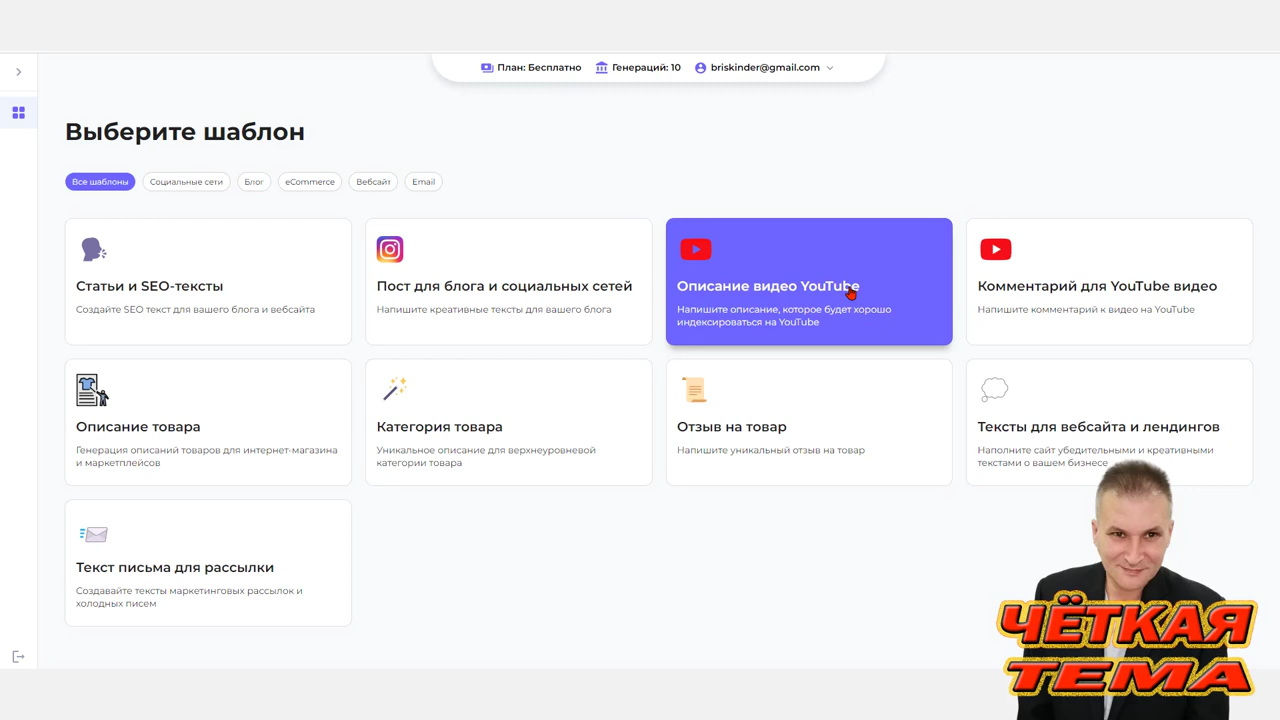 План: Бесплатно
Генераций: 10
briskinder@gmail.com
Выберите шаблон
Все шаблоны
Социальные сети
Блог
eCommerce
Вебсайт
Email
Статьи и SEO-тексты
Создайте SEO текст для вашего блога и вебсайта
Пост для блога и социальных сетей
Напишите креативные тексты для вашего блога
Описание видео YouTube
Напишите описание, которое будет хорошо
индексироваться на YouTube
Комментарий для YouTube видео
Напишите комментарий к видео на YouTube
Описание товара
Генерация описаний товаров для интернет-магазина
и маркетплейсов
Категория товара
Уникальное описание для верхнеуровневой
категории товара
Отзыв на товар
Напишите уникальный отзыв на товар
Тексты для вебсайта и лендингов
Наполните сайт убедительными и креативными
текстами о вашем бизнесе
Текст письма для рассылки
Создавайте тексты маркетинговых рассылок и
холодных писем
ЧЁТКАЯ
ТЕМА